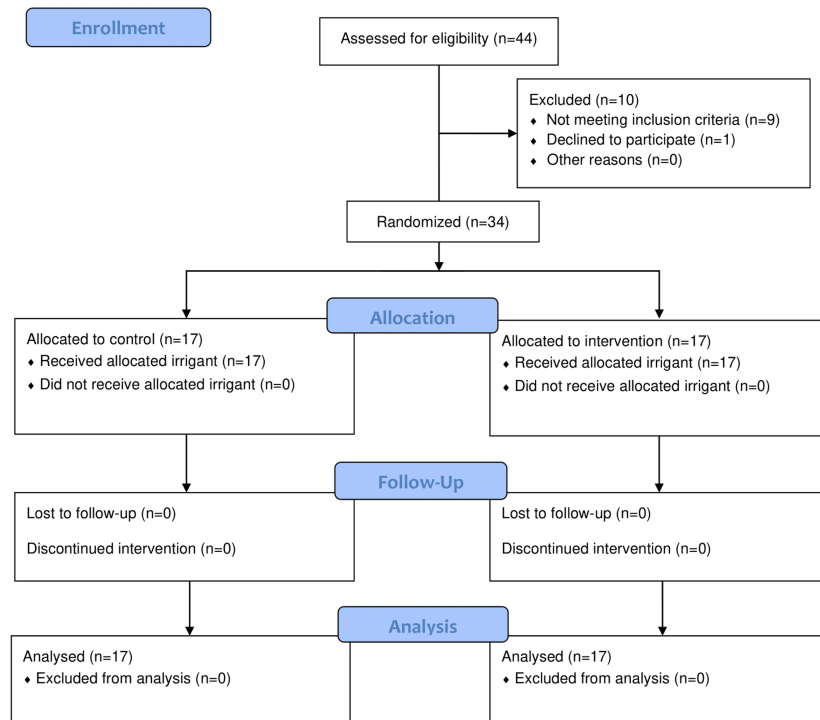 Enrollment
Assessed for eligibility (n=44)
Excluded (n=10)
♦ Not meeting inclusion criteria (n=9)
♦ Declined to participate (n=1)
♦ Other reasons (n=0)
Randomized (n=34)
Allocation
Allocated to control (n=17)
♦ Received allocated irrigant (n=17)
♦ Did not receive allocated irrigant (n=0)
Allocated to intervention (n=17)
♦ Received allocated irrigant (n=17)
♦ Did not receive allocated irrigant (n=0)
Follow-Up
Lost to follow-up (n=0)
Discontinued intervention (n=0)
Lost to follow-up (n=0)
Discontinued intervention (n=0)
Analysis
Analysed (n=17)
♦ Excluded from analysis (n=0)
Analysed (n=17)
♦ Excluded from analysis (n=0)